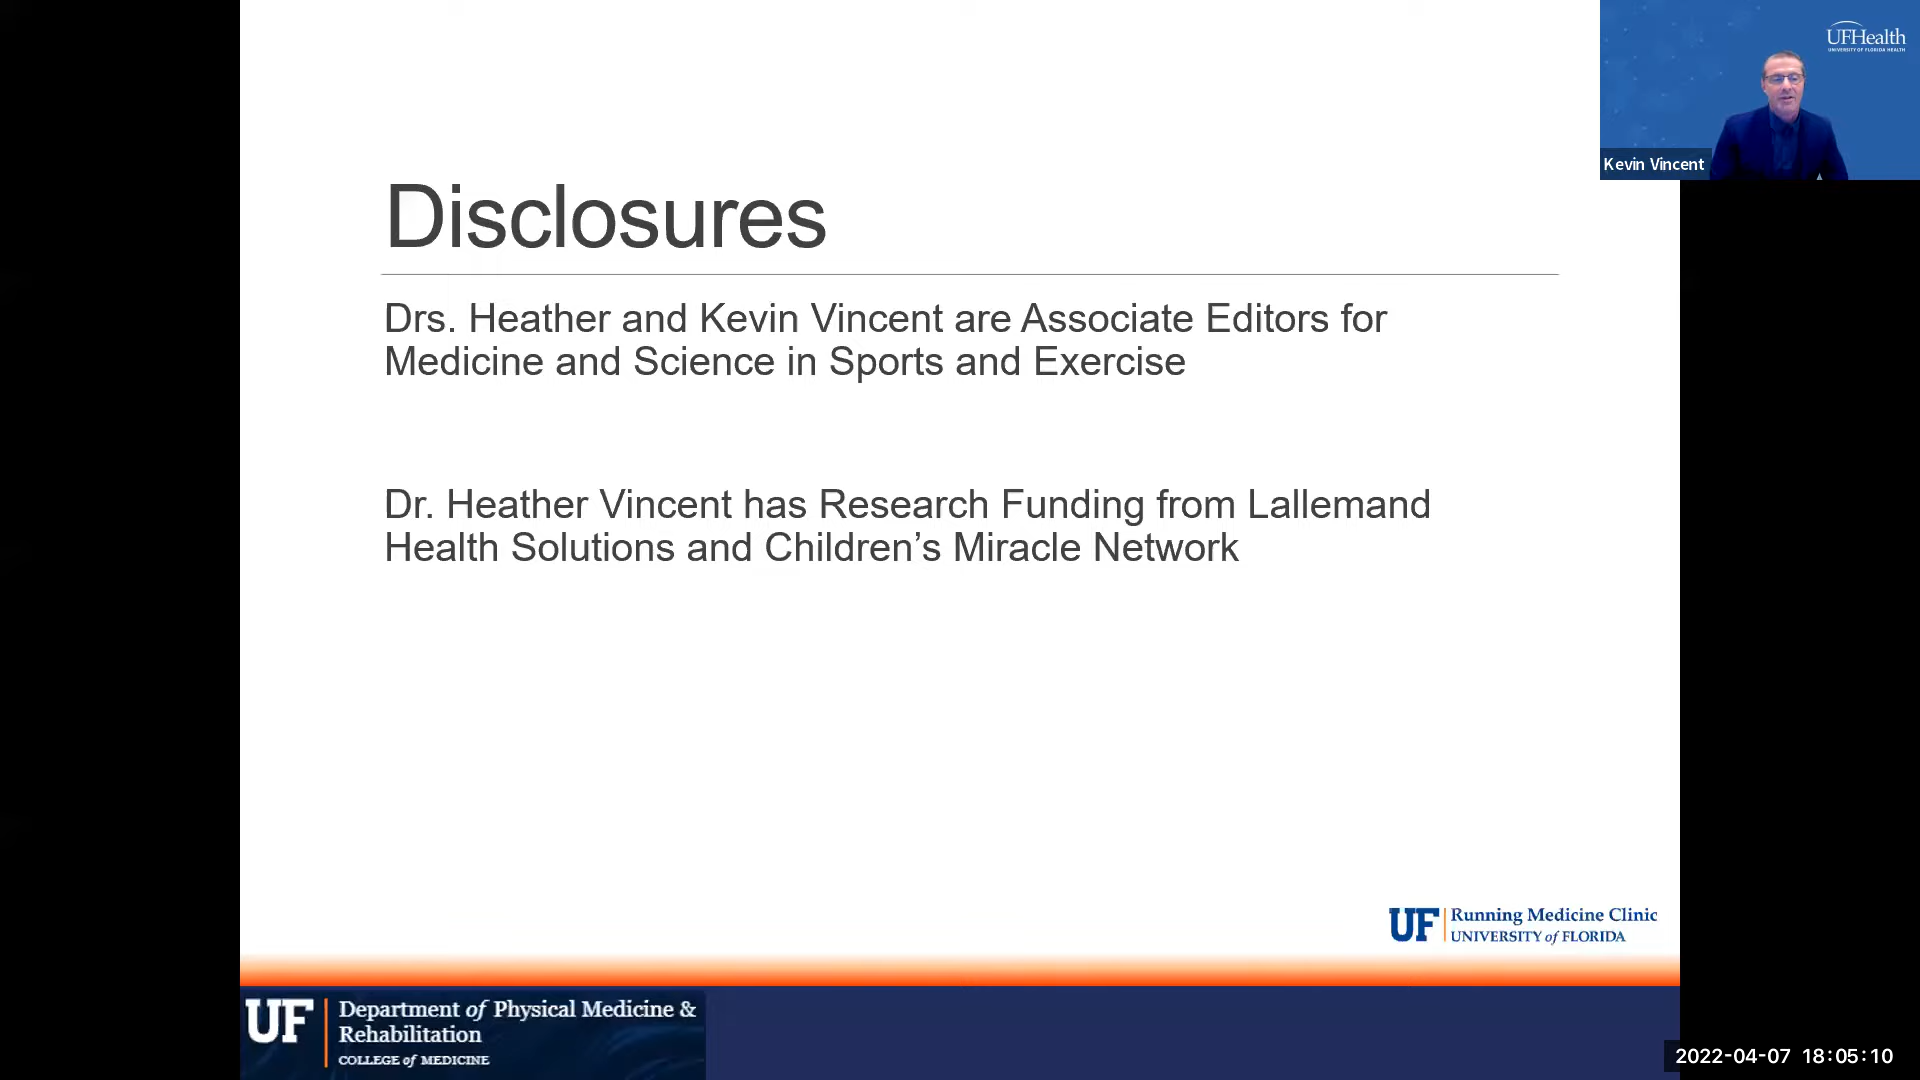 UFHealth
UNIVERSITY OF FLORIDA HEALTH
Kevin Vincent
Disclosures
Drs. Heather and Kevin Vincent are Associate Editors for
Medicine and Science in Sports and Exercise
Dr. Heather Vincent has Research Funding from Lallemand
Health Solutions and Children’s Miracle Network
UF Running Medicine Clinic
UNIVERSITY of FLORIDA
UF Department of Physical Medicine &
Rehabilitation
COLLEGE of MEDICINE
2022-04-07 18:05:10